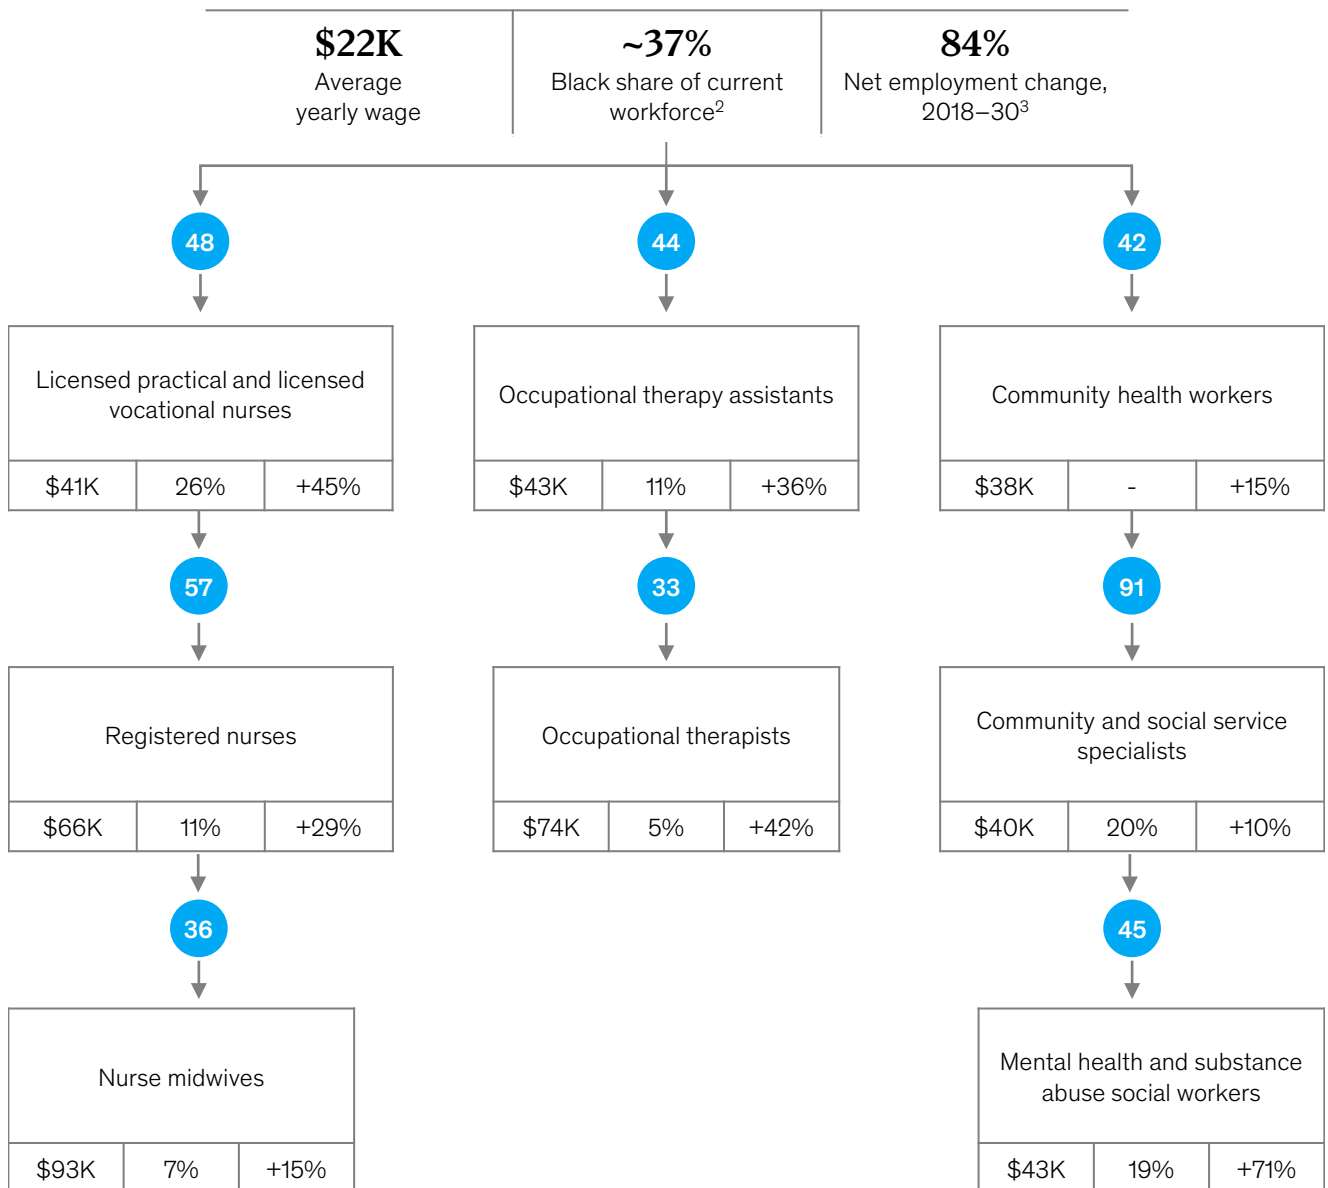 $22K
Average
yearly wage
~37%
Black share of current
workforce²
84%
Net employment change,
2018–30³
48
44
42
Licensed practical and licensed
vocational nurses
$41K 26% +45%
Occupational therapy assistants
$43K 11% +36%
Community health workers
$38K - +15%
57
33
91
Registered nurses
$66K 11% +29%
Occupational therapists
$74K 5% +42%
Community and social service
specialists
$40K 20% +10%
36
45
Nurse midwives
$93K 7% +15%
Mental health and substance
abuse social workers
$43K 19% +71%